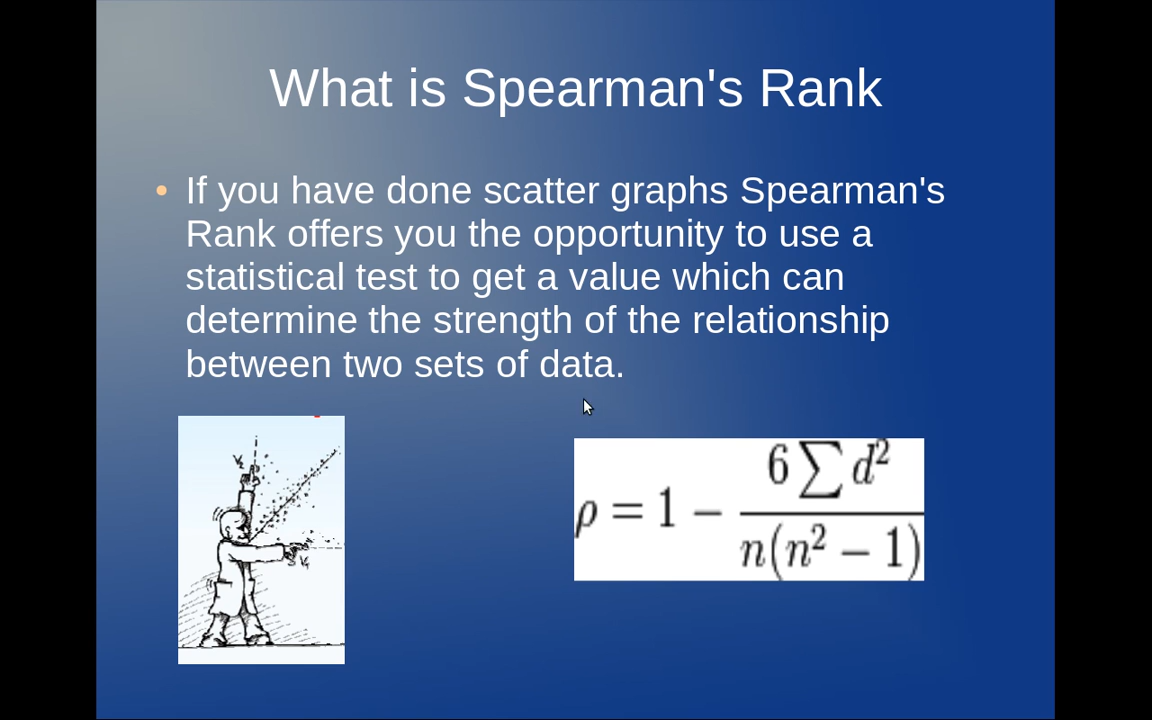 What is Spearman's Rank
• If you have done scatter graphs Spearman's
Rank offers you the opportunity to use a
statistical test to get a value which can
determine the strength of the relationship
between two sets of data.
ρ = 1 − 6 ∑ d² / n(n² − 1)